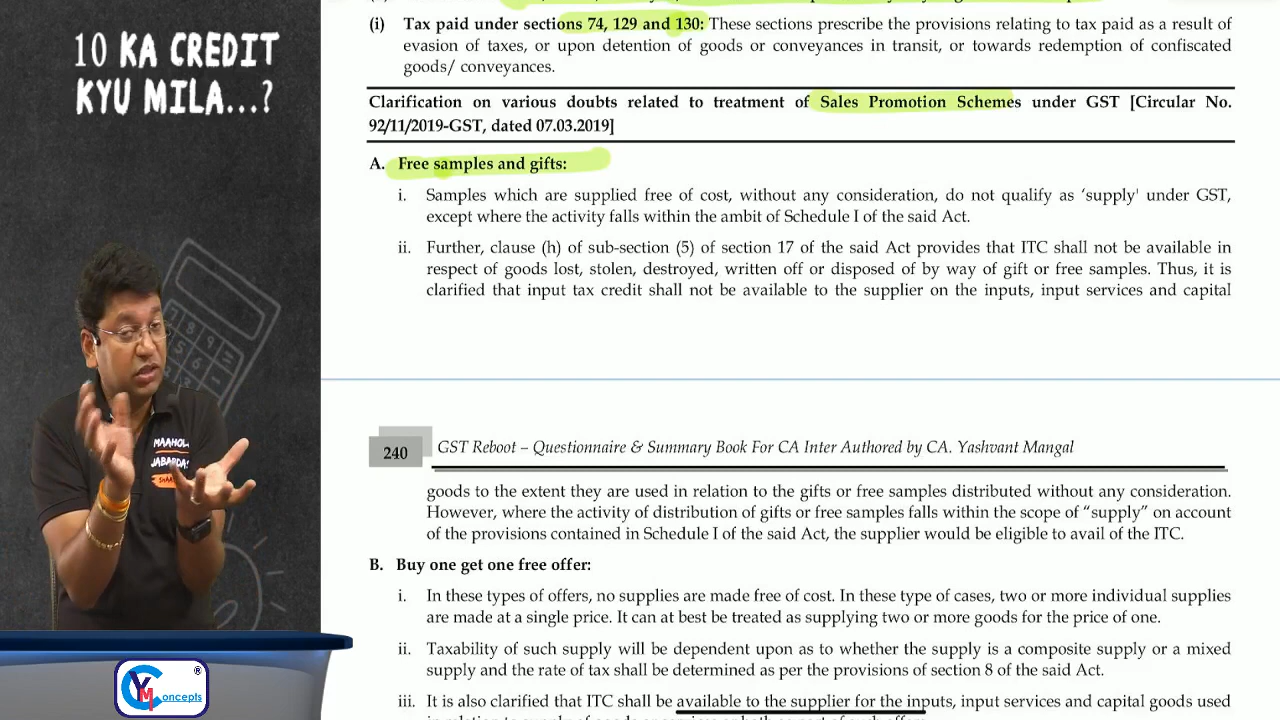 10 KA CREDIT
KYU MILA...?
(i) Tax paid under sections 74, 129 and 130: These sections prescribe the provisions relating to tax paid as a result of
evasion of taxes, or upon detention of goods or conveyances in transit, or towards redemption of confiscated
goods/ conveyances.
Clarification on various doubts related to treatment of Sales Promotion Schemes under GST [Circular No.
92/11/2019-GST, dated 07.03.2019]
A. Free samples and gifts:
i. Samples which are supplied free of cost, without any consideration, do not qualify as ‘supply' under GST,
except where the activity falls within the ambit of Schedule I of the said Act.
ii. Further, clause (h) of sub-section (5) of section 17 of the said Act provides that ITC shall not be available in
respect of goods lost, stolen, destroyed, written off or disposed of by way of gift or free samples. Thus, it is
clarified that input tax credit shall not be available to the supplier on the inputs, input services and capital
240 GST Reboot – Questionnaire & Summary Book For CA Inter Authored by CA. Yashvant Mangal
goods to the extent they are used in relation to the gifts or free samples distributed without any consideration.
However, where the activity of distribution of gifts or free samples falls within the scope of “supply” on account
of the provisions contained in Schedule I of the said Act, the supplier would be eligible to avail of the ITC.
B. Buy one get one free offer:
i. In these types of offers, no supplies are made free of cost. In these type of cases, two or more individual supplies
are made at a single price. It can at best be treated as supplying two or more goods for the price of one.
ii. Taxability of such supply will be dependent upon as to whether the supply is a composite supply or a mixed
supply and the rate of tax shall be determined as per the provisions of section 8 of the said Act.
iii. It is also clarified that ITC shall be available to the supplier for the inputs, input services and capital goods used
MAAHOL
JABARDAS
CYM Concepts ®